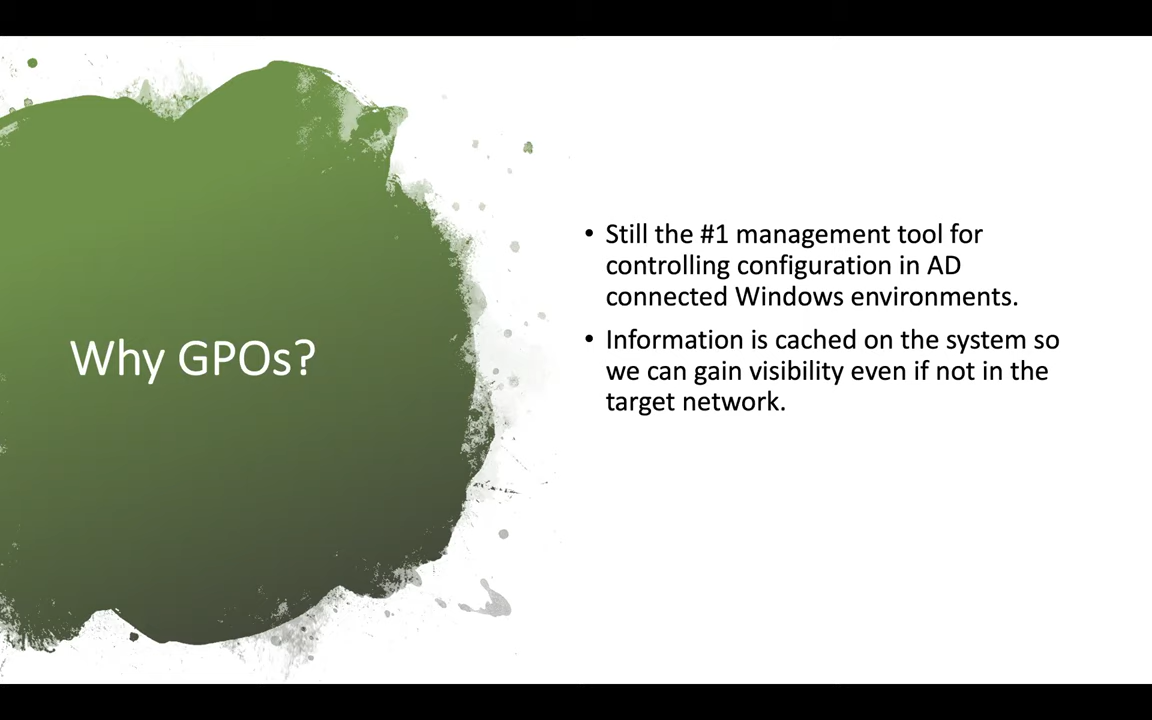 Why GPOs?
• Still the #1 management tool for
controlling configuration in AD
connected Windows environments.
• Information is cached on the system so
we can gain visibility even if not in the
target network.